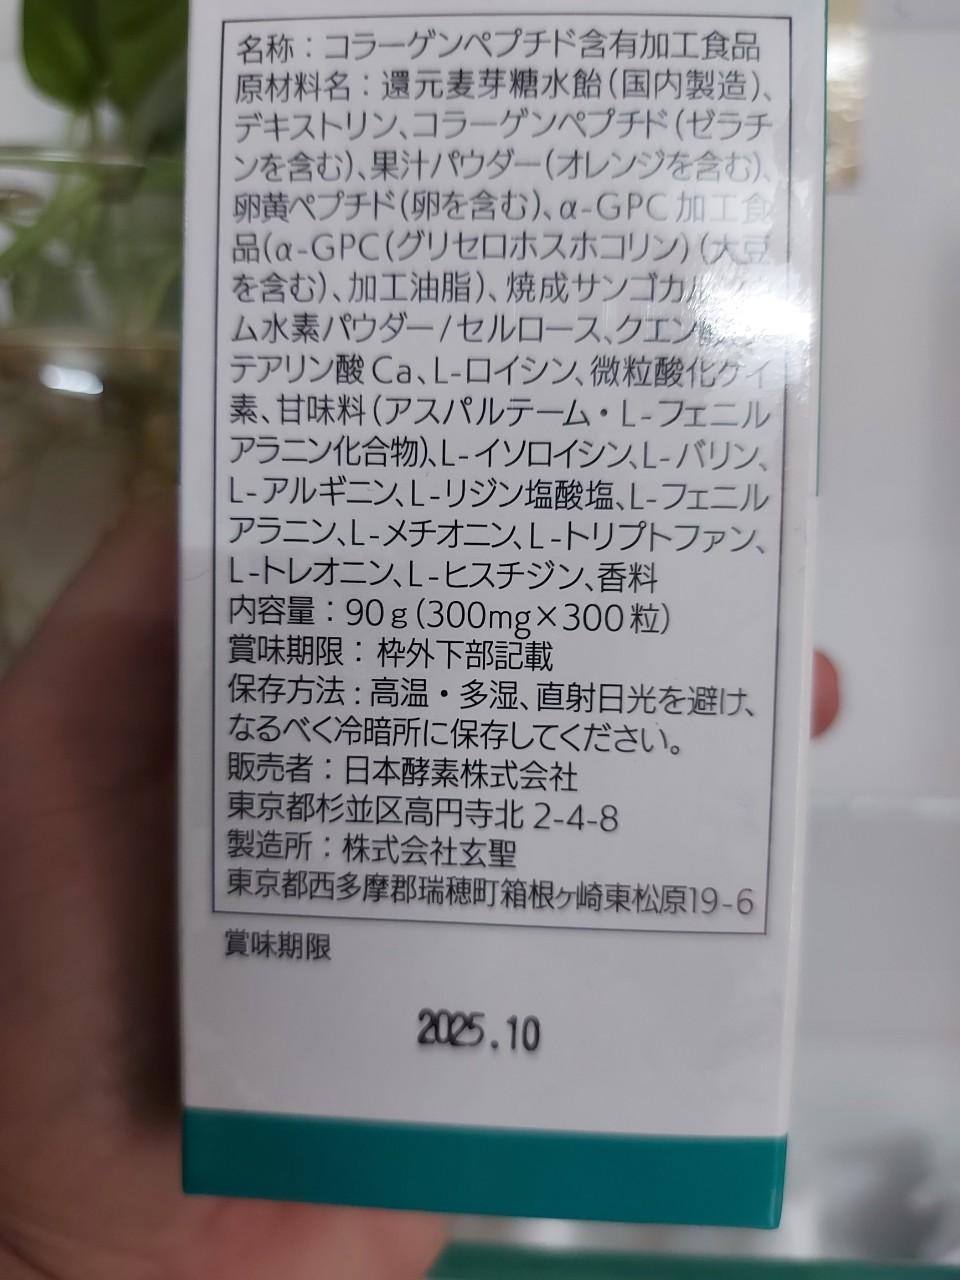 名称：コラーゲンペプチド含有加工食品
原材料名：還元麦芽糖水飴(国内製造)、
デキストリン、コラーゲンペプチド(ゼラチ
ンを含む)、果汁パウダー(オレンジを含む)、
卵黄ペプチド(卵を含む)、α-GPC加工食
品(α-GPC(グリセロホスホコリン)(大豆
を含む)、加工油脂)、焼成サンゴカルシウ
ム水素パウダー/セルロース、クエン酸、ス
テアリン酸Ca、L-ロイシン、微粒酸化ケイ
素、甘味料(アスパルテーム・L-フェニル
アラニン化合物)、L-イソロイシン、L-バリン、
L-アルギニン、L-リジン塩酸塩、L-フェニル
アラニン、L-メチオニン、L-トリプトファン、
L-トレオニン、L-ヒスチジン、香料
内容量：90g(300mg×300粒)
賞味期限：枠外下部記載
保存方法：高温・多湿、直射日光を避け、
なるべく冷暗所に保存してください。
販売者：日本酵素株式会社
東京都杉並区高円寺北2-4-8
製造所：株式会社玄聖
東京都西多摩郡瑞穂町箱根ヶ崎東松原19-6
賞味期限
2025.10